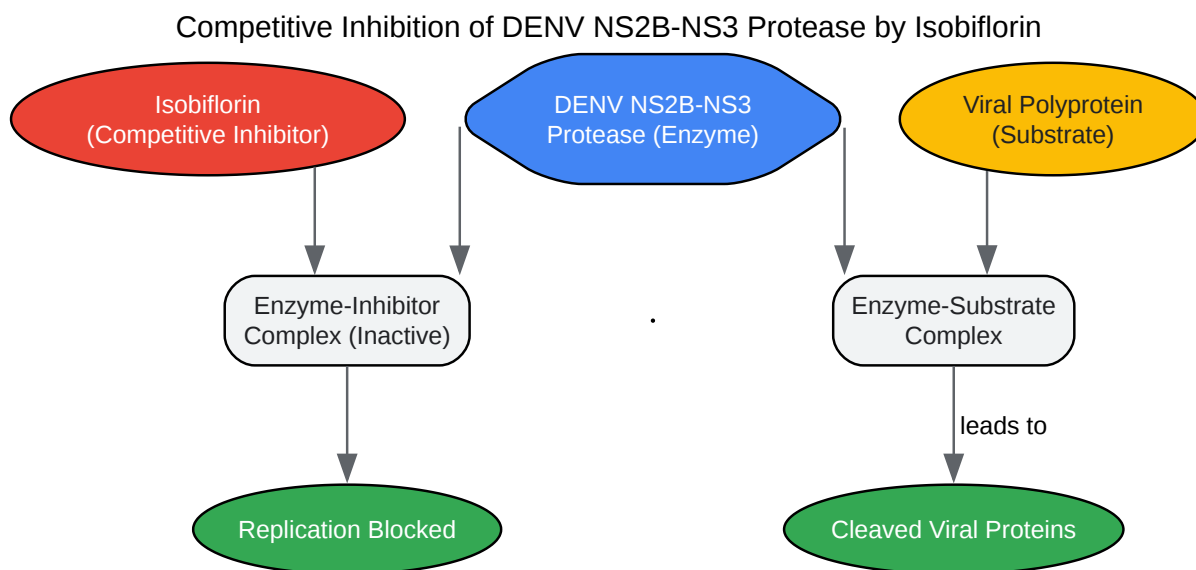 Competitive Inhibition of DENV NS2B-NS3 Protease by Isobiflorin
Isobiflorin
(Competitive Inhibitor)
DENV NS2B-NS3
Protease (Enzyme)
Viral Polyprotein
(Substrate)
Enzyme-Inhibitor
Complex (Inactive)
.
Enzyme-Substrate
Complex
leads to
Replication Blocked
Cleaved Viral Proteins